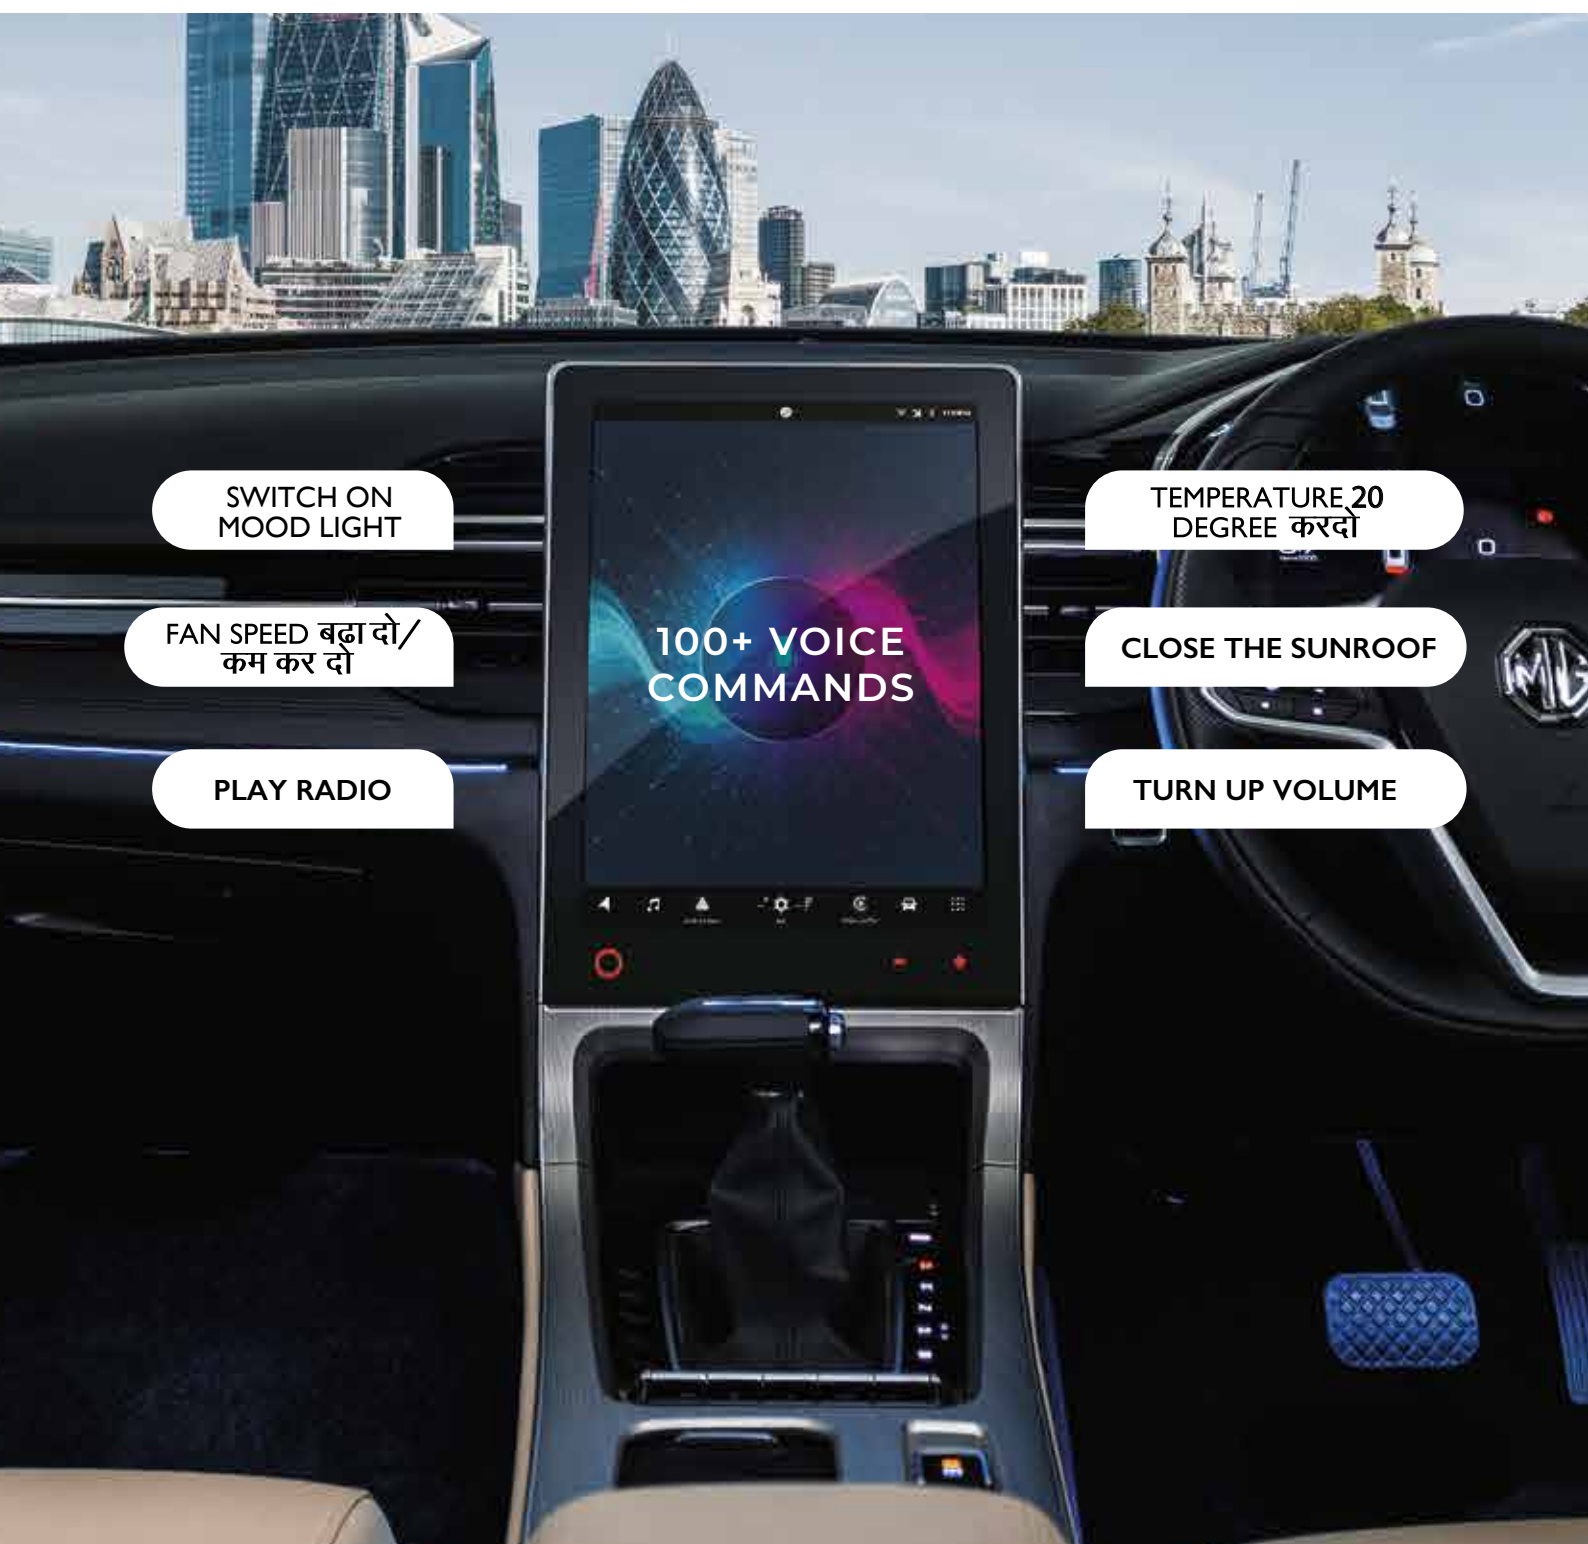 SWITCH ON
MOOD LIGHT
TEMPERATURE 20
DEGREE करदो
FAN SPEED बढ़ा दो/
कम कर दो
100+ VOICE
COMMANDS
CLOSE THE SUNROOF
MG
PLAY RADIO
TURN UP VOLUME